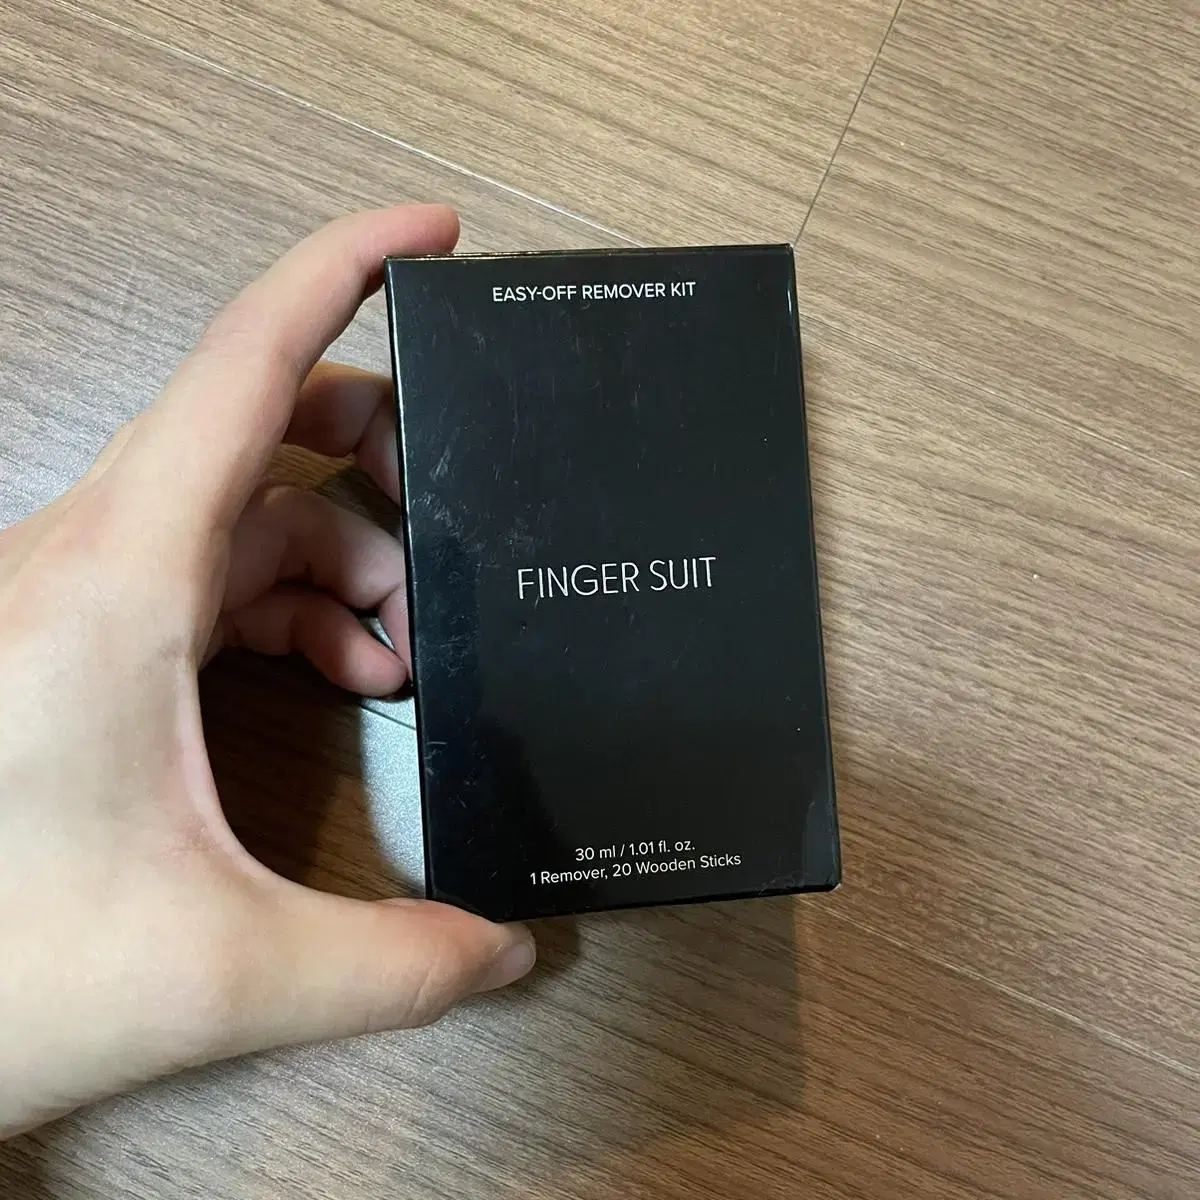 EASY-OFF REMOVER KIT
FINGER SUIT
30 ml / 1.01 fl. oz.
1 Remover, 20 Wooden Sticks